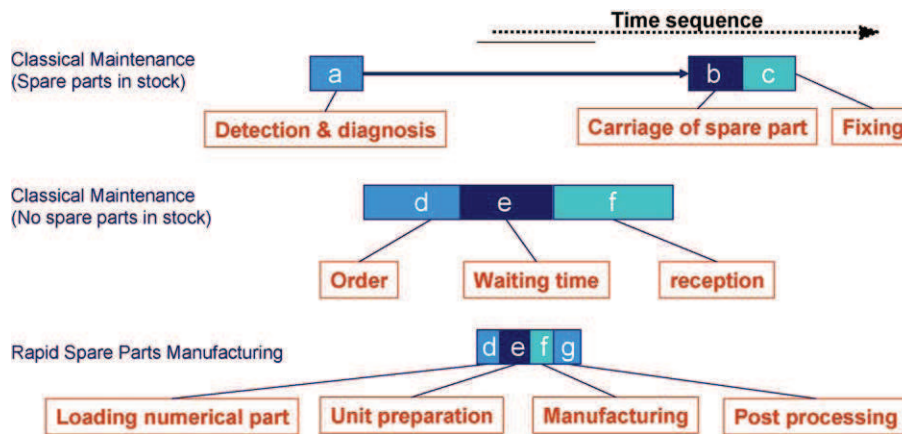 Time sequence
Classical Maintenance
(Spare parts in stock)
a
b
c
Detection & diagnosis
Carriage of spare part
Fixing
Classical Maintenance
(No spare parts in stock)
d
e
f
Order
Waiting time
reception
Rapid Spare Parts Manufacturing
d
e
f
g
Loading numerical part
Unit preparation
Manufacturing
Post processing